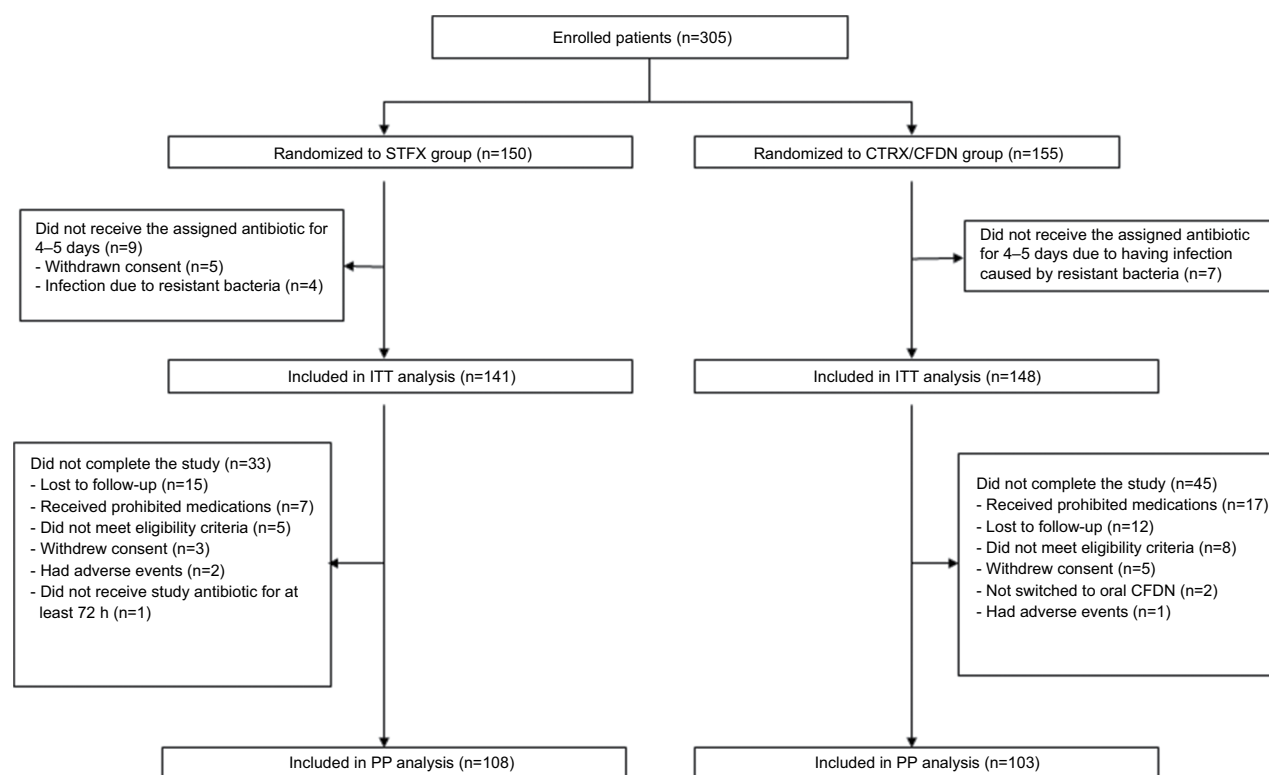 Enrolled patients (n=305)
Randomized to STFX group (n=150)
Randomized to CTRX/CFDN group (n=155)
Did not receive the assigned antibiotic for
4–5 days (n=9)
- Withdrawn consent (n=5)
- Infection due to resistant bacteria (n=4)
Did not receive the assigned antibiotic
for 4–5 days due to having infection
caused by resistant bacteria (n=7)
Included in ITT analysis (n=141)
Included in ITT analysis (n=148)
Did not complete the study (n=33)
- Lost to follow-up (n=15)
- Received prohibited medications (n=7)
- Did not meet eligibility criteria (n=5)
- Withdrew consent (n=3)
- Had adverse events (n=2)
- Did not receive study antibiotic for at
least 72 h (n=1)
Did not complete the study (n=45)
- Received prohibited medications (n=17)
- Lost to follow-up (n=12)
- Did not meet eligibility criteria (n=8)
- Withdrew consent (n=5)
- Not switched to oral CFDN (n=2)
- Had adverse events (n=1)
Included in PP analysis (n=108)
Included in PP analysis (n=103)